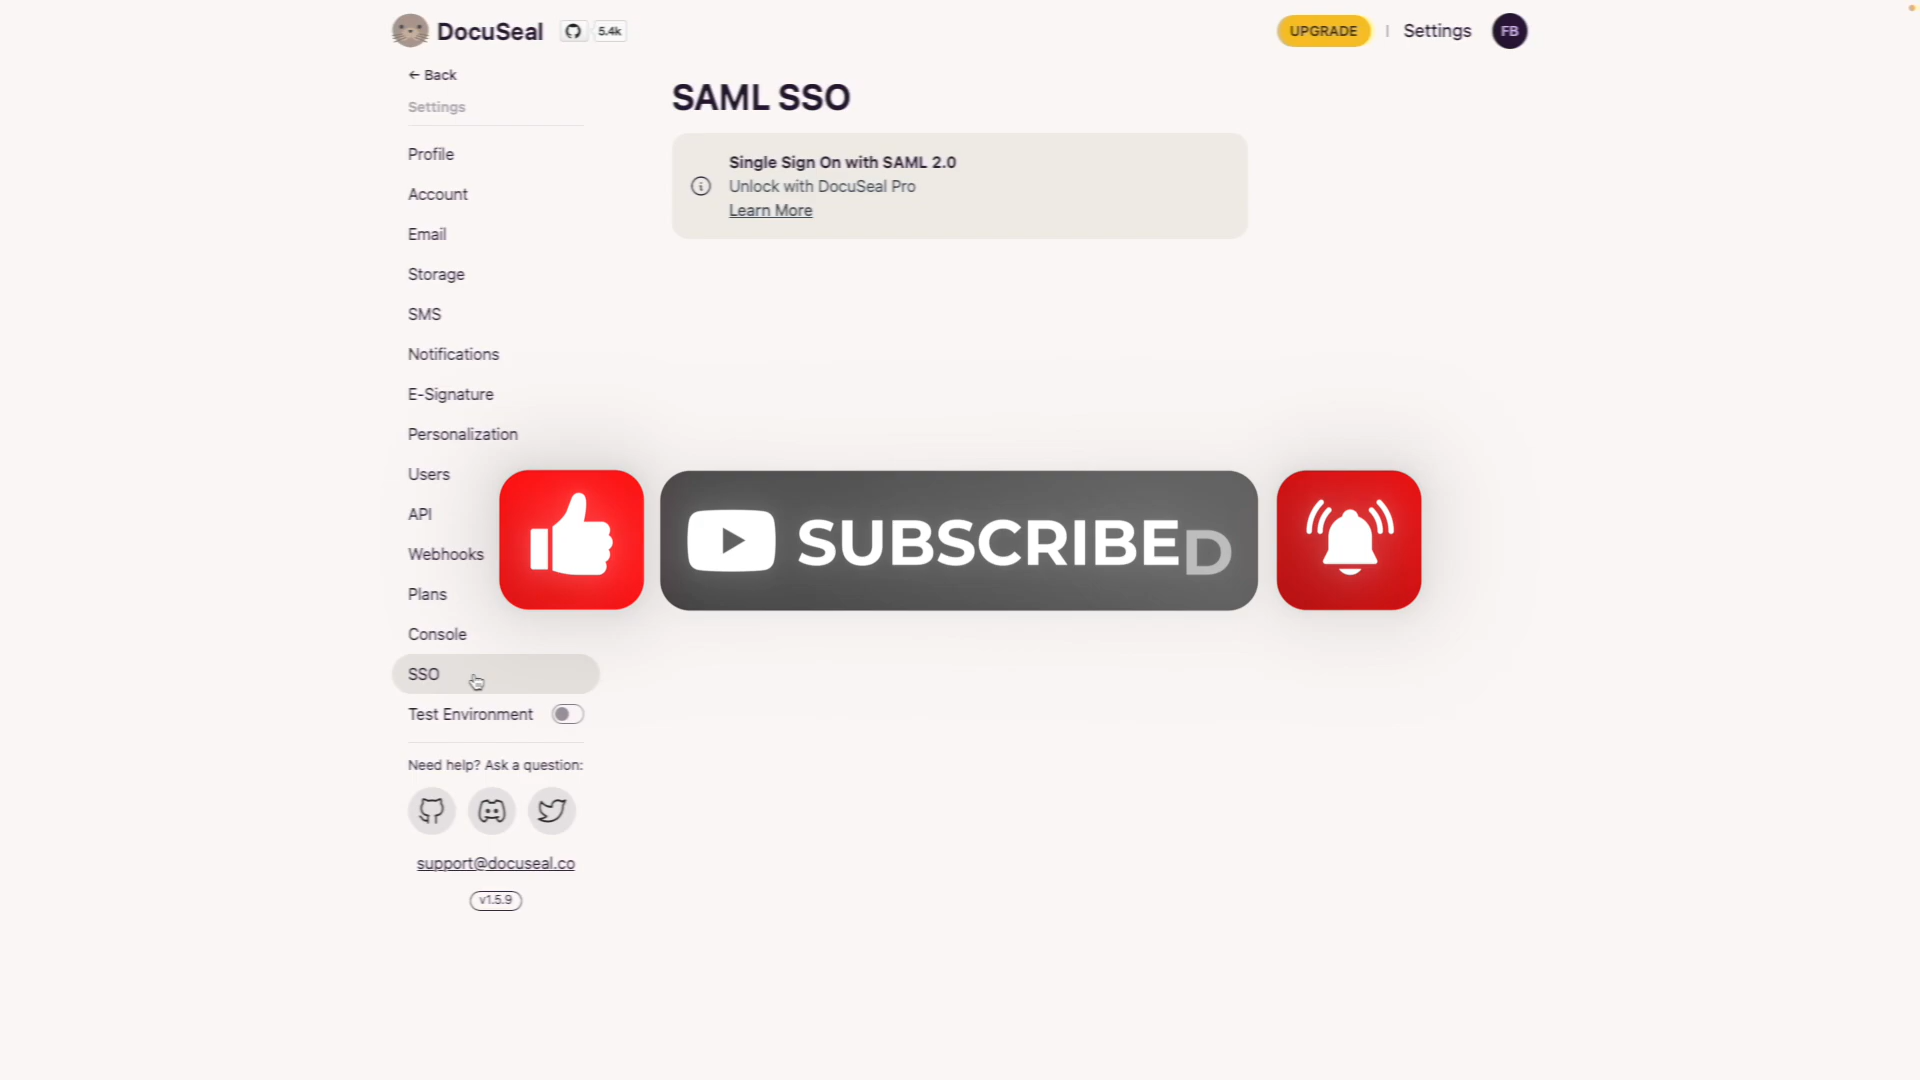 DocuSeal
5.4k
UPGRADE
Settings
FB
← Back
Settings
Profile
Account
Email
Storage
SMS
Notifications
E-Signature
Personalization
Users
API
Webhooks
Plans
Console
SSO
Test Environment
Need help? Ask a question:
support@docuseal.co
v1.5.9
SAML SSO
Single Sign On with SAML 2.0
Unlock with DocuSeal Pro
Learn More
SUBSCRIBED